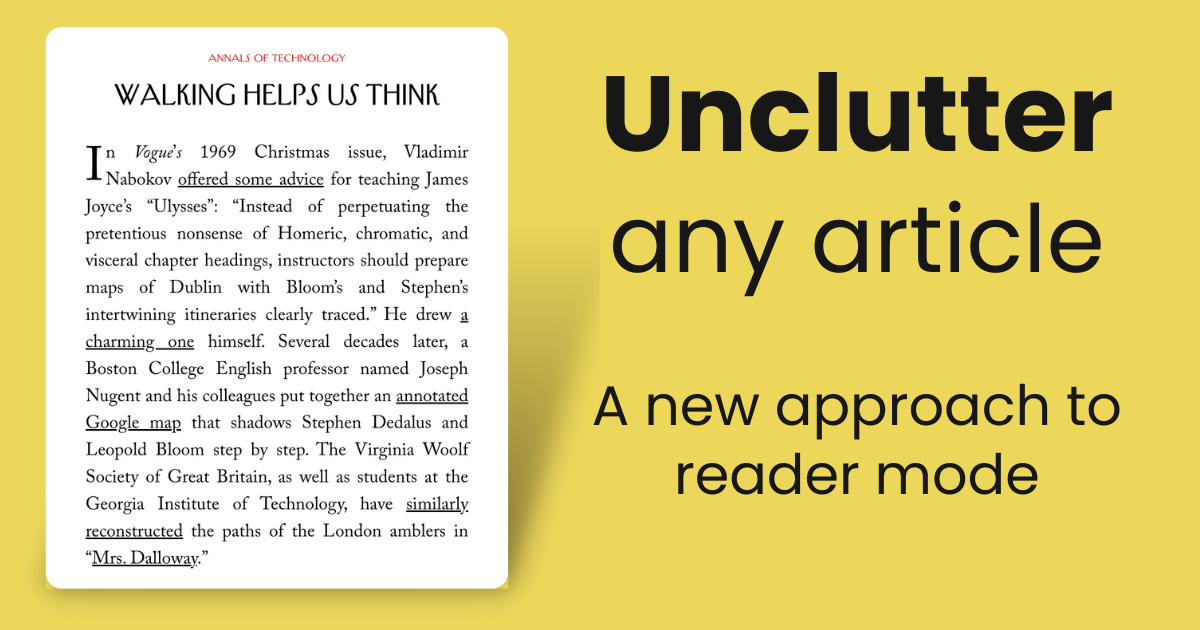 ANNALS OF TECHNOLOGY
WALKING HELPS US THINK
In Vogue’s 1969 Christmas issue, Vladimir
Nabokov offered some advice for teaching James
Joyce’s “Ulysses”: “Instead of perpetuating the
pretentious nonsense of Homeric, chromatic, and
visceral chapter headings, instructors should prepare
maps of Dublin with Bloom’s and Stephen’s
intertwining itineraries clearly traced.” He drew a
charming one himself. Several decades later, a
Boston College English professor named Joseph
Nugent and his colleagues put together an annotated
Google map that shadows Stephen Dedalus and
Leopold Bloom step by step. The Virginia Woolf
Society of Great Britain, as well as students at the
Georgia Institute of Technology, have similarly
reconstructed the paths of the London amblers in
“Mrs. Dalloway.”
Unclutter
any article
A new approach to
reader mode